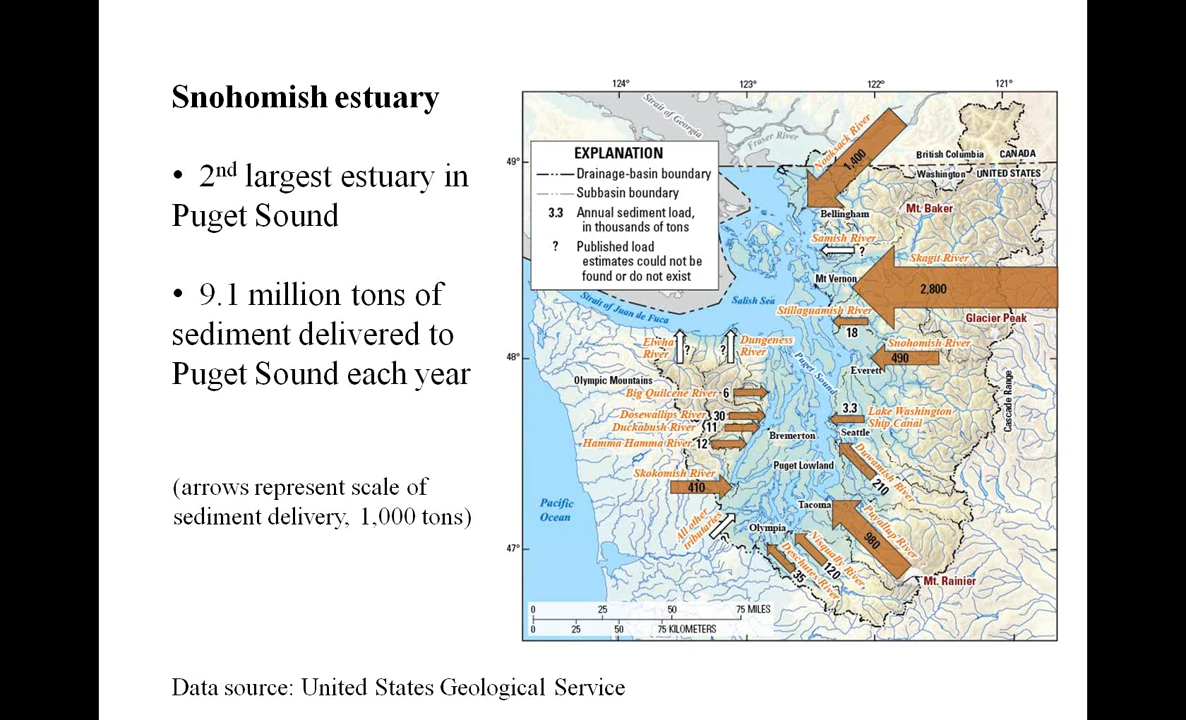 Snohomish estuary
• 2nd largest estuary in
Puget Sound
• 9.1 million tons of
sediment delivered to
Puget Sound each year
(arrows represent scale of
sediment delivery, 1,000 tons)
Data source: United States Geological Service
124° 123° 122° 121°
49°
48°
47°
EXPLANATION
Drainage-basin boundary
Subbasin boundary
3.3 Annual sediment load,
in thousands of tons
? Published load
estimates could not be
found or do not exist
Strait of Georgia
Fraser River
Nooksack River
1,400
British Columbia CANADA
Washington UNITED STATES
Bellingham
Mt. Baker
Samish River
?
Skagit River
Mt Vernon
2,800
Salish Sea
Strait of Juan de Fuca
Stillaguamish River
18
Glacier Peak
Elwha
River
?
?
Dungeness
River
Snohomish River
490
Everett
Puget Sound
Olympic Mountains
Big Quilcene River 6
Dosewallips River 30
Duckabush River 11
Hamma Hamma River 12
3.3
Lake Washington
Ship Canal
Seattle
Cascade Range
Bremerton
Puget Lowland
Duwamish River
210
Skokomish River
410
Pacific
Ocean
Tacoma
Puyallup River
980
All other
tributaries
?
Olympia
Nisqually River
120
Deschutes River
35
Mt. Rainier
0 25 50 75 MILES
0 25 50 75 KILOMETERS